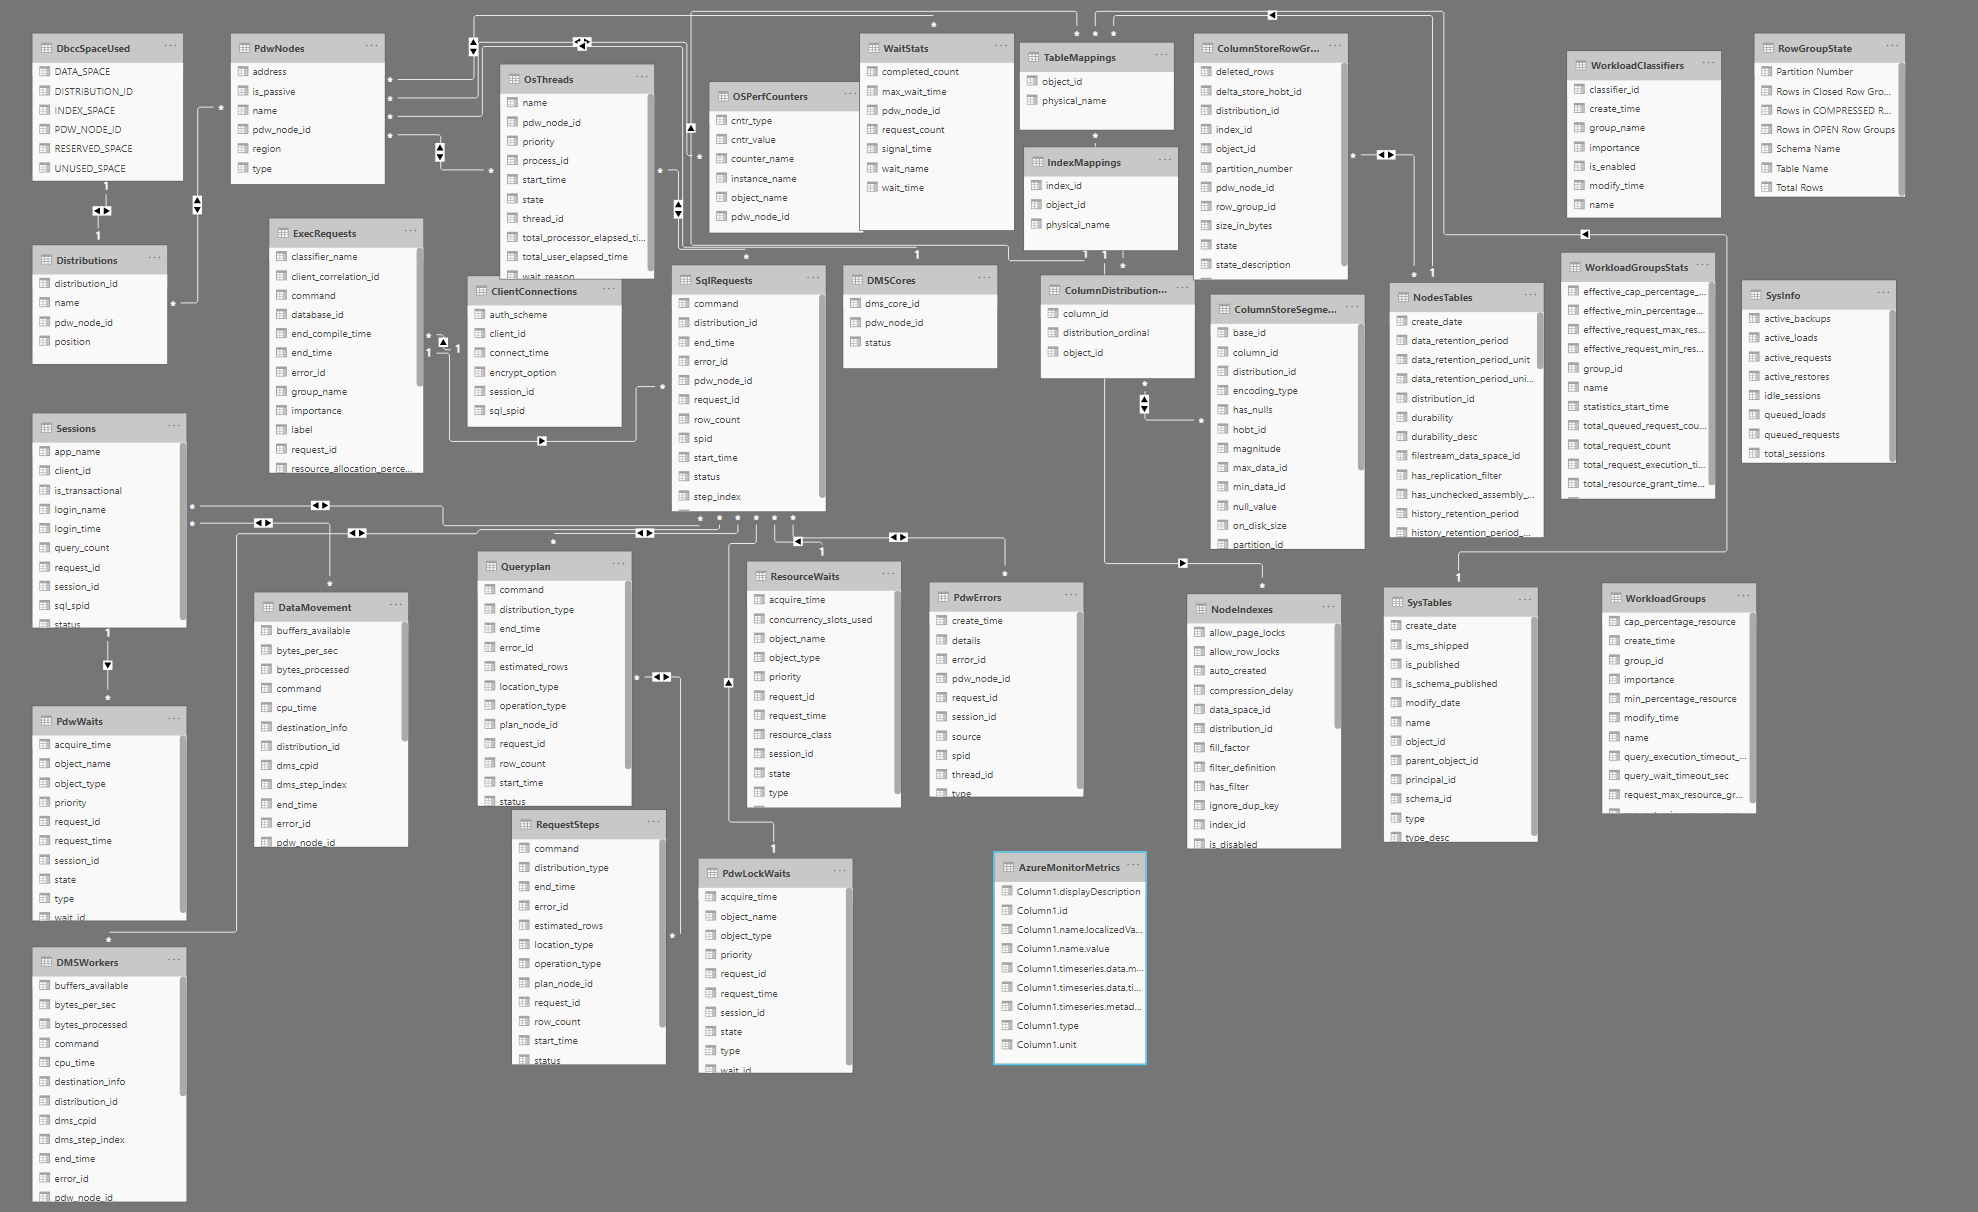 DbccSpaceUsed
DATA_SPACE
DISTRIBUTION_ID
INDEX_SPACE
PDW_NODE_ID
RESERVED_SPACE
UNUSED_SPACE
PdwNodes
address
is_passive
name
pdw_node_id
region
type
OsThreads
name
pdw_node_id
priority
process_id
start_time
state
thread_id
total_processor_elapsed_ti...
total_user_elapsed_time
wait_reason
OSPerfCounters
cntr_type
cntr_value
counter_name
instance_name
object_name
pdw_node_id
WaitStats
completed_count
max_wait_time
pdw_node_id
request_count
signal_time
wait_name
wait_time
TableMappings
object_id
physical_name
IndexMappings
index_id
object_id
physical_name
ColumnStoreRowGr...
deleted_rows
delta_store_hobt_id
distribution_id
index_id
object_id
partition_number
pdw_node_id
row_group_id
size_in_bytes
state
state_description
WorkloadClassifiers
classifier_id
create_time
group_name
importance
is_enabled
modify_time
name
RowGroupState
Partition Number
Rows in Closed Row Gro...
Rows in COMPRESSED R...
Rows in OPEN Row Groups
Schema Name
Table Name
Total Rows
Distributions
distribution_id
name
pdw_node_id
position
ExecRequests
classifier_name
client_correlation_id
command
database_id
end_compile_time
end_time
error_id
group_name
importance
label
request_id
resource_allocation_perce...
ClientConnections
auth_scheme
client_id
connect_time
encrypt_option
session_id
sql_spid
SqlRequests
command
distribution_id
end_time
error_id
pdw_node_id
request_id
row_count
spid
start_time
status
step_index
DMSCores
dms_core_id
pdw_node_id
status
ColumnDistribution...
column_id
distribution_ordinal
object_id
ColumnStoreSegme...
base_id
column_id
distribution_id
encoding_type
has_nulls
hobt_id
magnitude
max_data_id
min_data_id
null_value
on_disk_size
partition_id
NodesTables
create_date
data_retention_period
data_retention_period_unit
data_retention_period_uni...
distribution_id
durability
durability_desc
filestream_data_space_id
has_replication_filter
has_unchecked_assembly_...
history_retention_period
history_retention_period_...
WorkloadGroupsStats
effective_cap_percentage_...
effective_min_percentage...
effective_request_max_res...
effective_request_min_res...
group_id
name
statistics_start_time
total_queued_request_cou...
total_request_count
total_request_execution_ti...
total_resource_grant_time...
SysInfo
active_backups
active_loads
active_requests
active_restores
idle_sessions
queued_loads
queued_requests
total_sessions
Sessions
app_name
client_id
is_transactional
login_name
login_time
query_count
request_id
session_id
sql_spid
status
DataMovement
buffers_available
bytes_per_sec
bytes_processed
command
cpu_time
destination_info
distribution_id
dms_cpid
dms_step_index
end_time
error_id
pdw_node_id
Queryplan
command
distribution_type
end_time
error_id
estimated_rows
location_type
operation_type
plan_node_id
request_id
row_count
start_time
status
ResourceWaits
acquire_time
concurrency_slots_used
object_name
object_type
priority
request_id
request_time
resource_class
session_id
state
type
PdwErrors
create_time
details
error_id
pdw_node_id
request_id
session_id
source
spid
thread_id
type
NodeIndexes
allow_page_locks
allow_row_locks
auto_created
compression_delay
data_space_id
distribution_id
fill_factor
filter_definition
has_filter
ignore_dup_key
index_id
is_disabled
SysTables
create_date
is_ms_shipped
is_published
is_schema_published
modify_date
name
object_id
parent_object_id
principal_id
schema_id
type
type_desc
WorkloadGroups
cap_percentage_resource
create_time
group_id
importance
min_percentage_resource
modify_time
name
query_execution_timeout_...
query_wait_timeout_sec
request_max_resource_gr...
PdwWaits
acquire_time
object_name
object_type
priority
request_id
request_time
session_id
state
type
wait_id
RequestSteps
command
distribution_type
end_time
error_id
estimated_rows
location_type
operation_type
plan_node_id
request_id
row_count
start_time
status
PdwLockWaits
acquire_time
object_name
object_type
priority
request_id
request_time
session_id
state
type
wait_id
AzureMonitorMetrics
Column1.displayDescription
Column1.id
Column1.name.localizedVa...
Column1.name.value
Column1.timeseries.data.m...
Column1.timeseries.data.ti...
Column1.timeseries.metad...
Column1.type
Column1.unit
DMSWorkers
buffers_available
bytes_per_sec
bytes_processed
command
cpu_time
destination_info
distribution_id
dms_cpid
dms_step_index
end_time
error_id
pdw_node_id